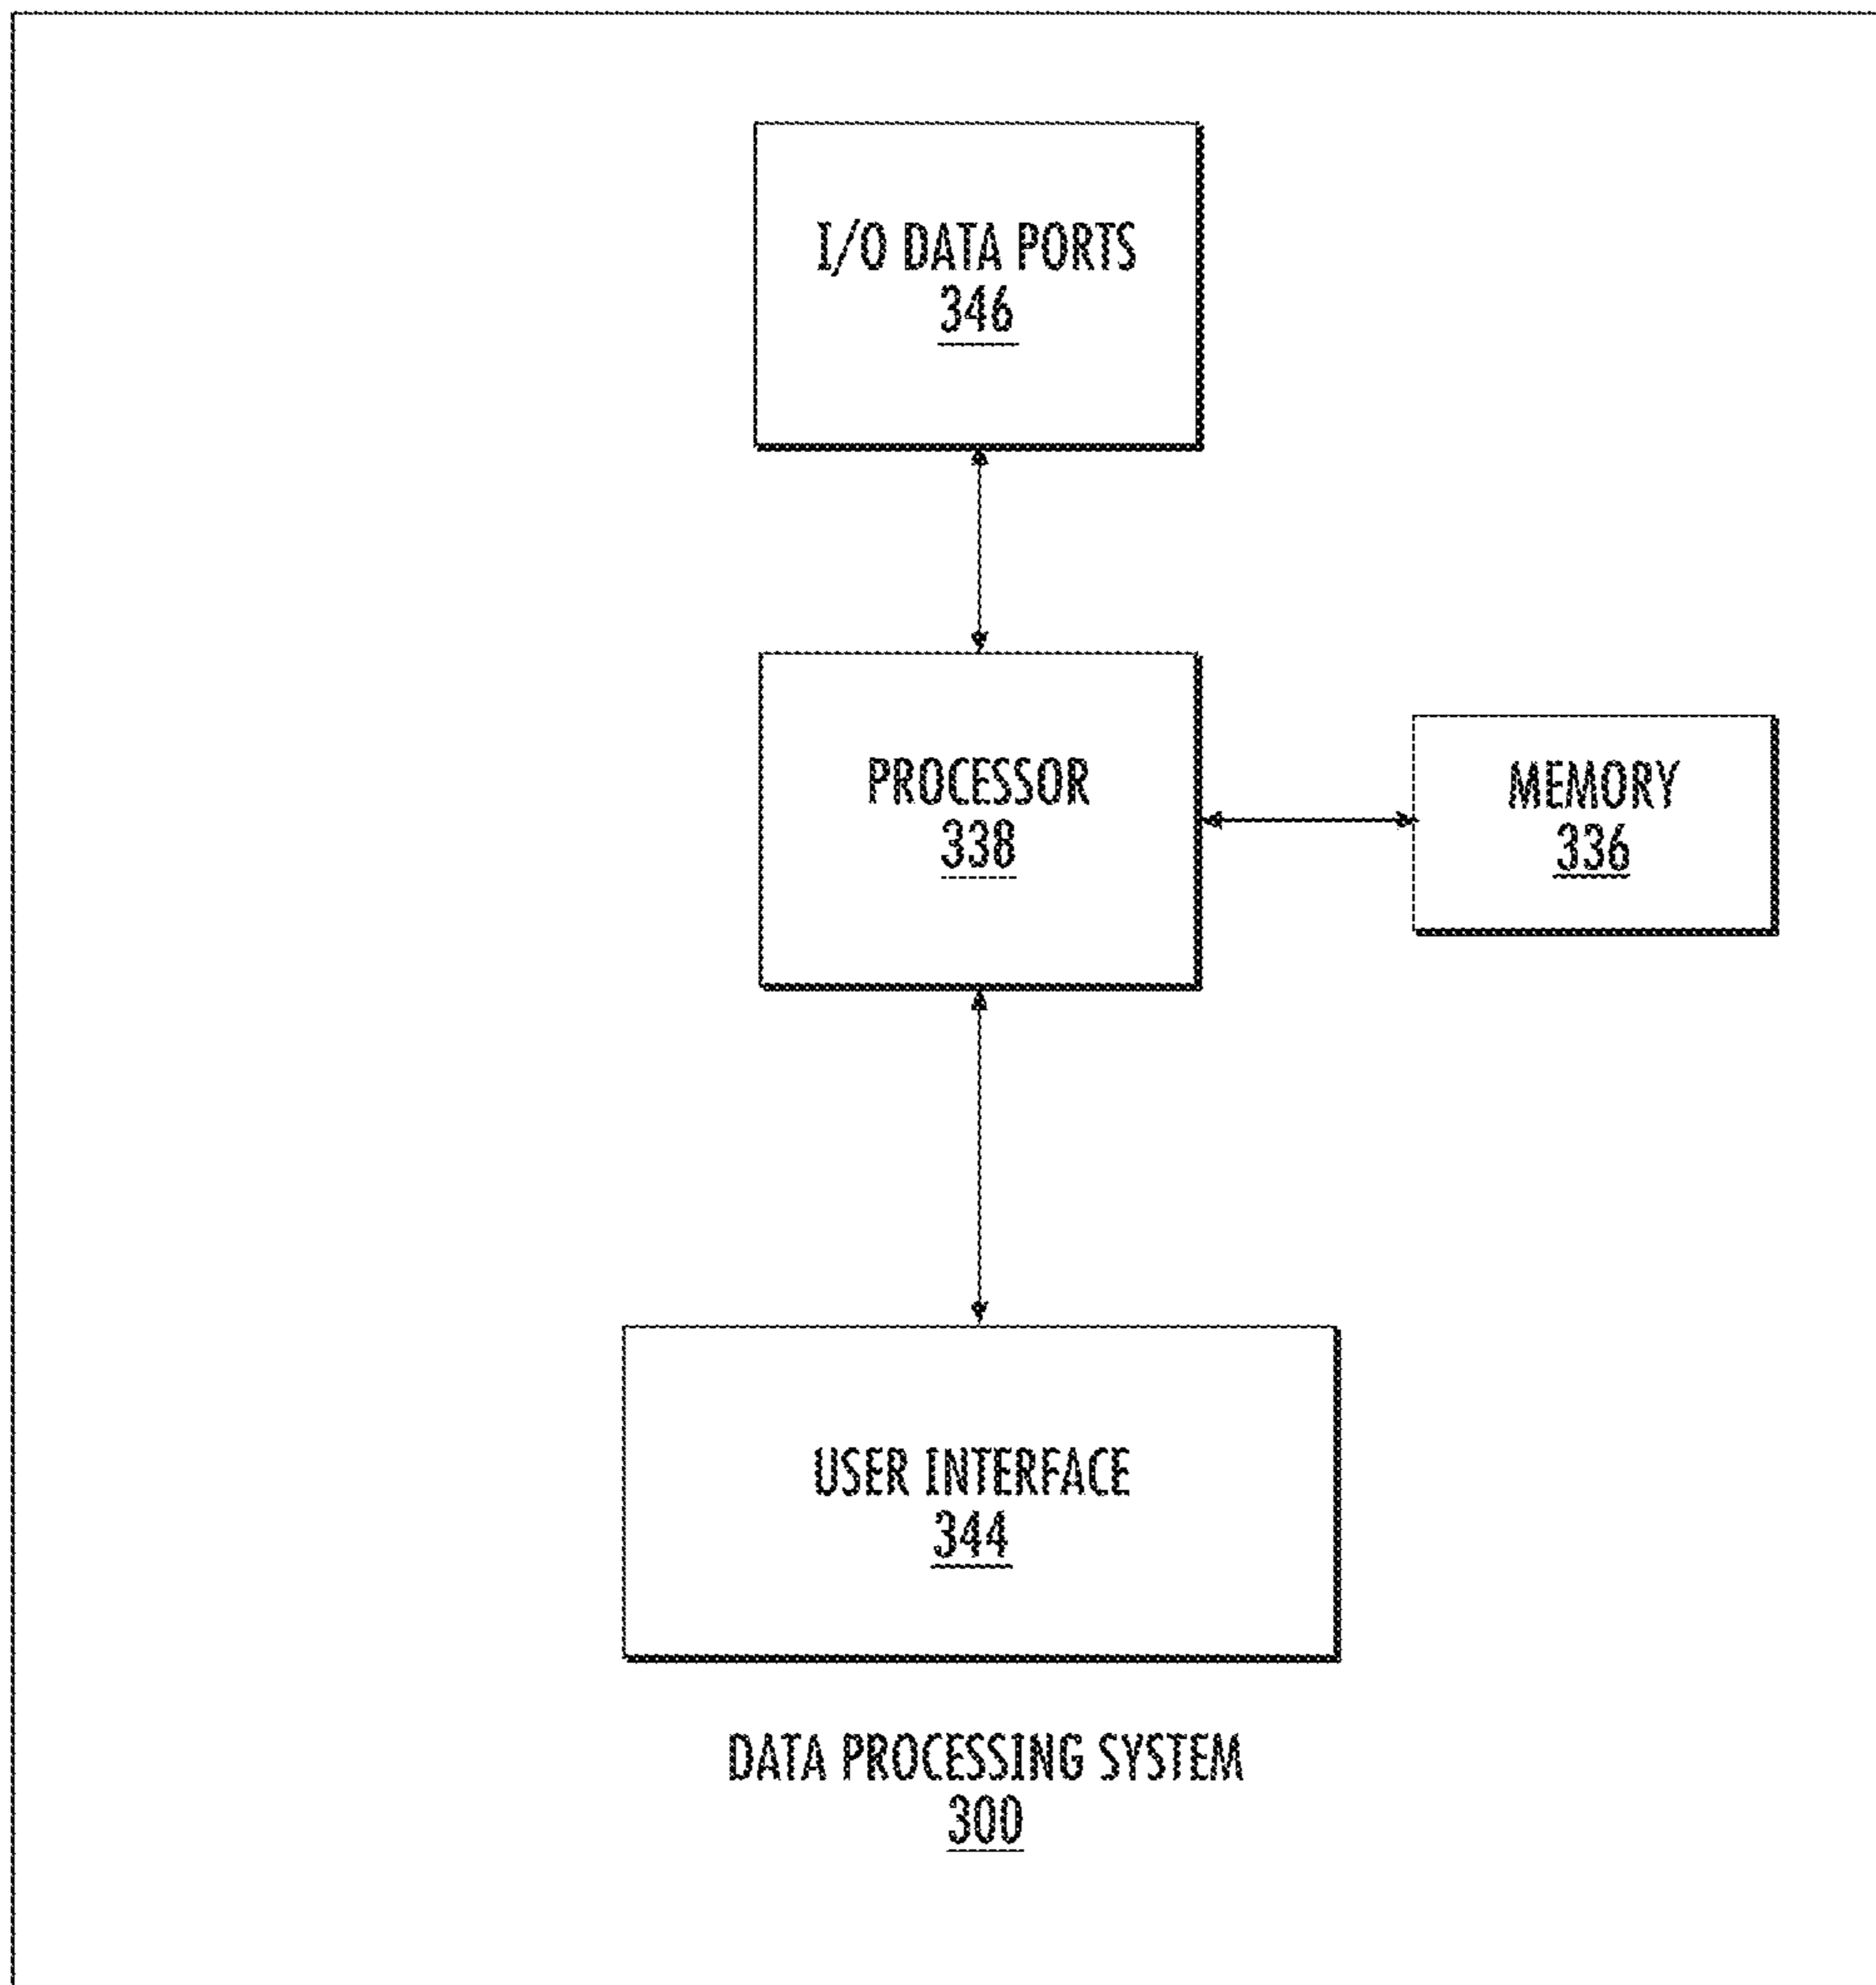 I/O DATA PORTS
346
PROCESSOR
338
MEMORY
336
USER INTERFACE
344
DATA PROCESSING SYSTEM
300